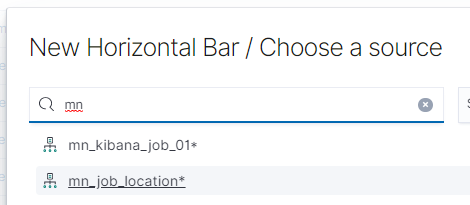 New Horizontal Bar / Choose a source
mn
mn_kibana_job_01*
mn_job_location*